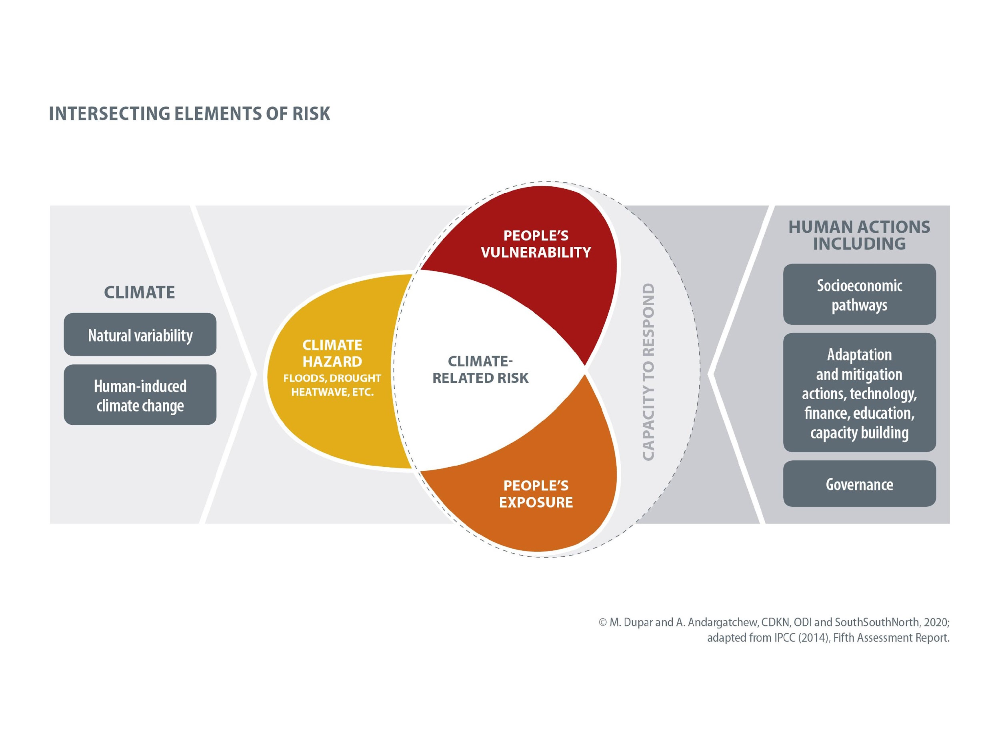 INTERSECTING ELEMENTS OF RISK
CLIMATE
Natural variability
Human-induced
climate change
CLIMATE
HAZARD
FLOODS, DROUGHT
HEATWAVE, ETC.
PEOPLE’S
VULNERABILITY
CLIMATE-
RELATED RISK
PEOPLE’S
EXPOSURE
CAPACITY TO RESPOND
HUMAN ACTIONS
INCLUDING
Socioeconomic
pathways
Adaptation
and mitigation
actions, technology,
finance, education,
capacity building
Governance
© M. Dupar and A. Andargatchew, CDKN, ODI and SouthSouthNorth, 2020;
adapted from IPCC (2014), Fifth Assessment Report.